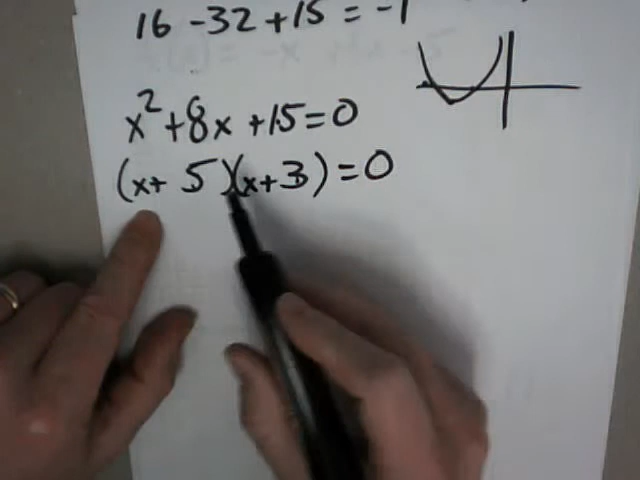 16 -32 +15 = -1
x²+8x +15=0
(x+ 5)(x+3)=0